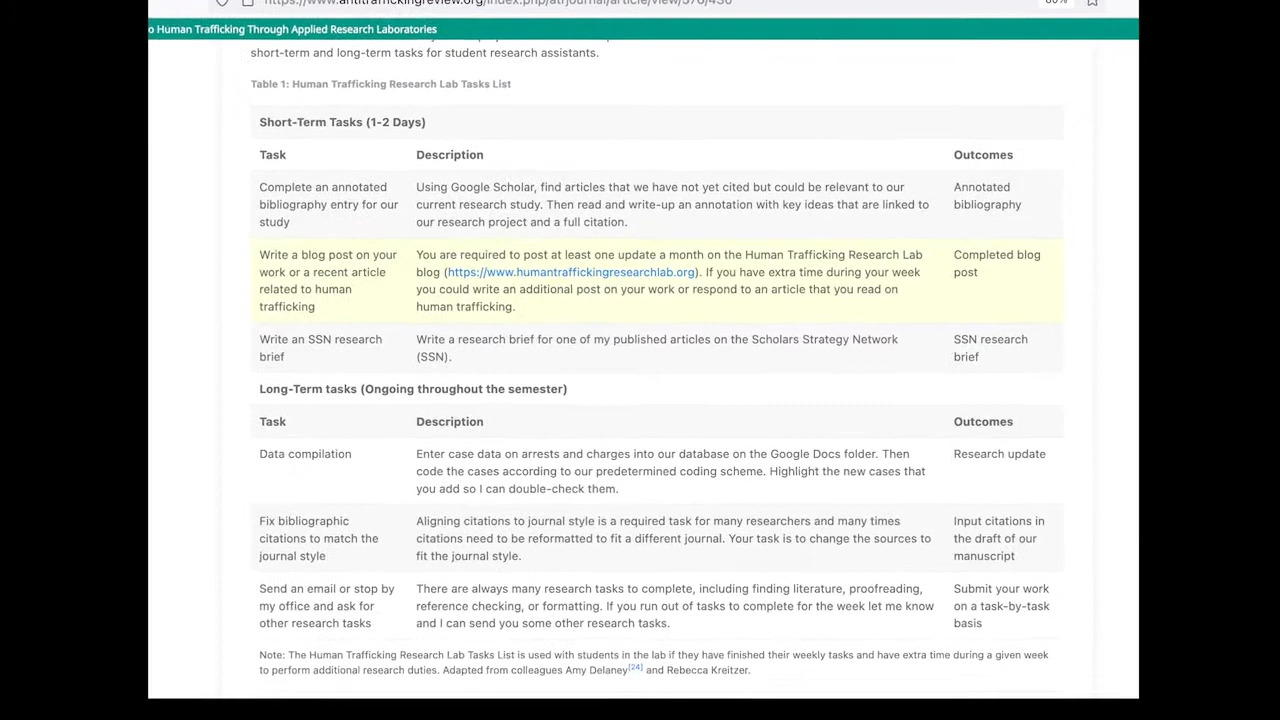 https://www.antitraffickingreview.org/index.php/atrjournal/article/view/576/430
80%
o Human Trafficking Through Applied Research Laboratories
short-term and long-term tasks for student research assistants.
Table 1: Human Trafficking Research Lab Tasks List
Short-Term Tasks (1-2 Days)
Task Description Outcomes
Complete an annotated Using Google Scholar, find articles that we have not yet cited but could be relevant to our Annotated
bibliography entry for our current research study. Then read and write-up an annotation with key ideas that are linked to bibliography
study our research project and a full citation.
Write a blog post on your You are required to post at least one update a month on the Human Trafficking Research Lab Completed blog
work or a recent article blog (https://www.humantraffickingresearchlab.org). If you have extra time during your week post
related to human you could write an additional post on your work or respond to an article that you read on
trafficking human trafficking.
Write an SSN research Write a research brief for one of my published articles on the Scholars Strategy Network SSN research
brief (SSN). brief
Long-Term tasks (Ongoing throughout the semester)
Task Description Outcomes
Data compilation Enter case data on arrests and charges into our database on the Google Docs folder. Then Research update
code the cases according to our predetermined coding scheme. Highlight the new cases that
you add so I can double-check them.
Fix bibliographic Aligning citations to journal style is a required task for many researchers and many times Input citations in
citations to match the citations need to be reformatted to fit a different journal. Your task is to change the sources to the draft of our
journal style fit the journal style. manuscript
Send an email or stop by There are always many research tasks to complete, including finding literature, proofreading, Submit your work
my office and ask for reference checking, or formatting. If you run out of tasks to complete for the week let me know on a task-by-task
other research tasks and I can send you some other research tasks. basis
Note: The Human Trafficking Research Lab Tasks List is used with students in the lab if they have finished their weekly tasks and have extra time during a given week
to perform additional research duties. Adapted from colleagues Amy Delaney[24] and Rebecca Kreitzer.